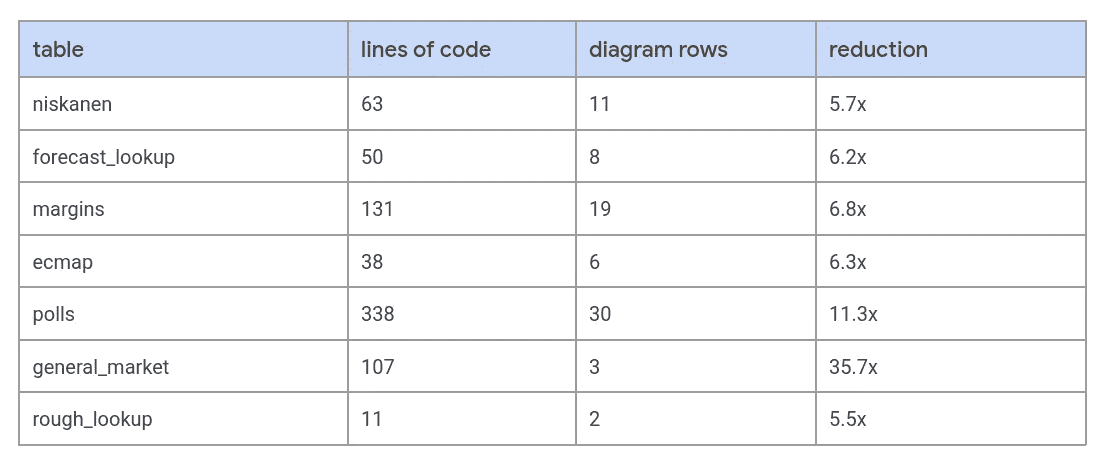 table lines of code diagram rows reduction
niskanen 63 11 5.7x
forecast_lookup 50 8 6.2x
margins 131 19 6.8x
ecmap 38 6 6.3x
polls 338 30 11.3x
general_market 107 3 35.7x
rough_lookup 11 2 5.5x